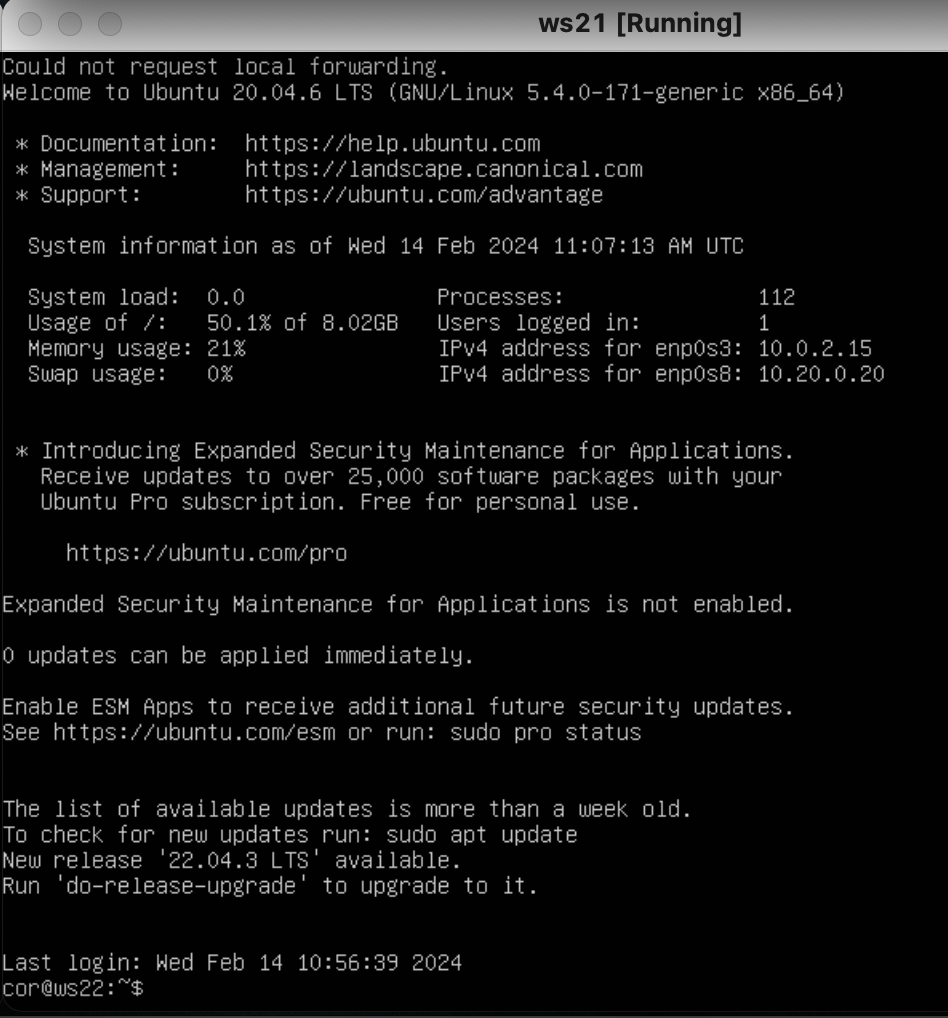 ws21 [Running]
Could not request local forwarding.
Welcome to Ubuntu 20.04.6 LTS (GNU/Linux 5.4.0-171-generic x86_64)
* Documentation: https://help.ubuntu.com
* Management: https://landscape.canonical.com
* Support: https://ubuntu.com/advantage
System information as of Wed 14 Feb 2024 11:07:13 AM UTC
System load: 0.0 Processes: 112
Usage of /: 50.1% of 8.02GB Users logged in: 1
Memory usage: 21% IPv4 address for enp0s3: 10.0.2.15
Swap usage: 0% IPv4 address for enp0s8: 10.20.0.20
* Introducing Expanded Security Maintenance for Applications.
Receive updates to over 25,000 software packages with your
Ubuntu Pro subscription. Free for personal use.
https://ubuntu.com/pro
Expanded Security Maintenance for Applications is not enabled.
0 updates can be applied immediately.
Enable ESM Apps to receive additional future security updates.
See https://ubuntu.com/esm or run: sudo pro status
The list of available updates is more than a week old.
To check for new updates run: sudo apt update
New release '22.04.3 LTS' available.
Run 'do-release-upgrade' to upgrade to it.
Last login: Wed Feb 14 10:56:39 2024
cor@ws22:~$